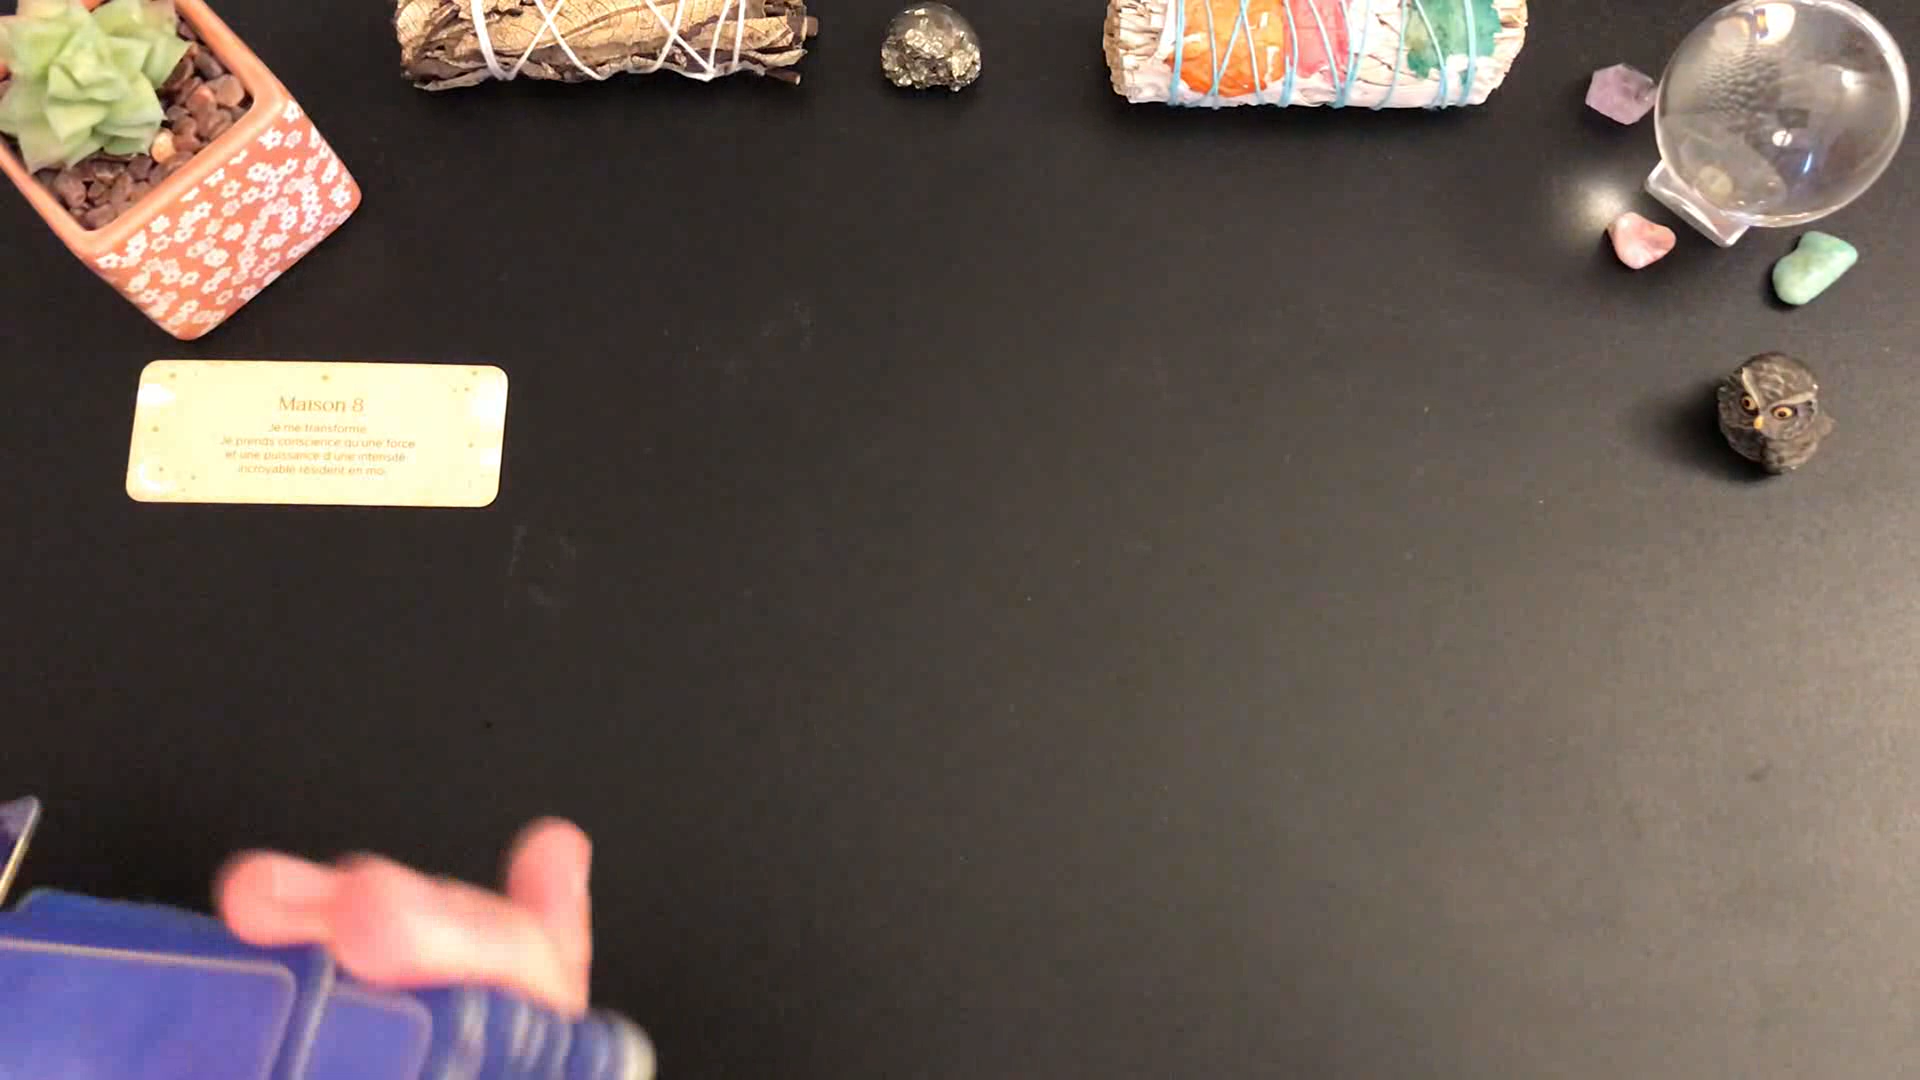 Maison 8
Je me transforme
Je prends conscience qu'une force
et une puissance d'une intensité
incroyable résident en moi.